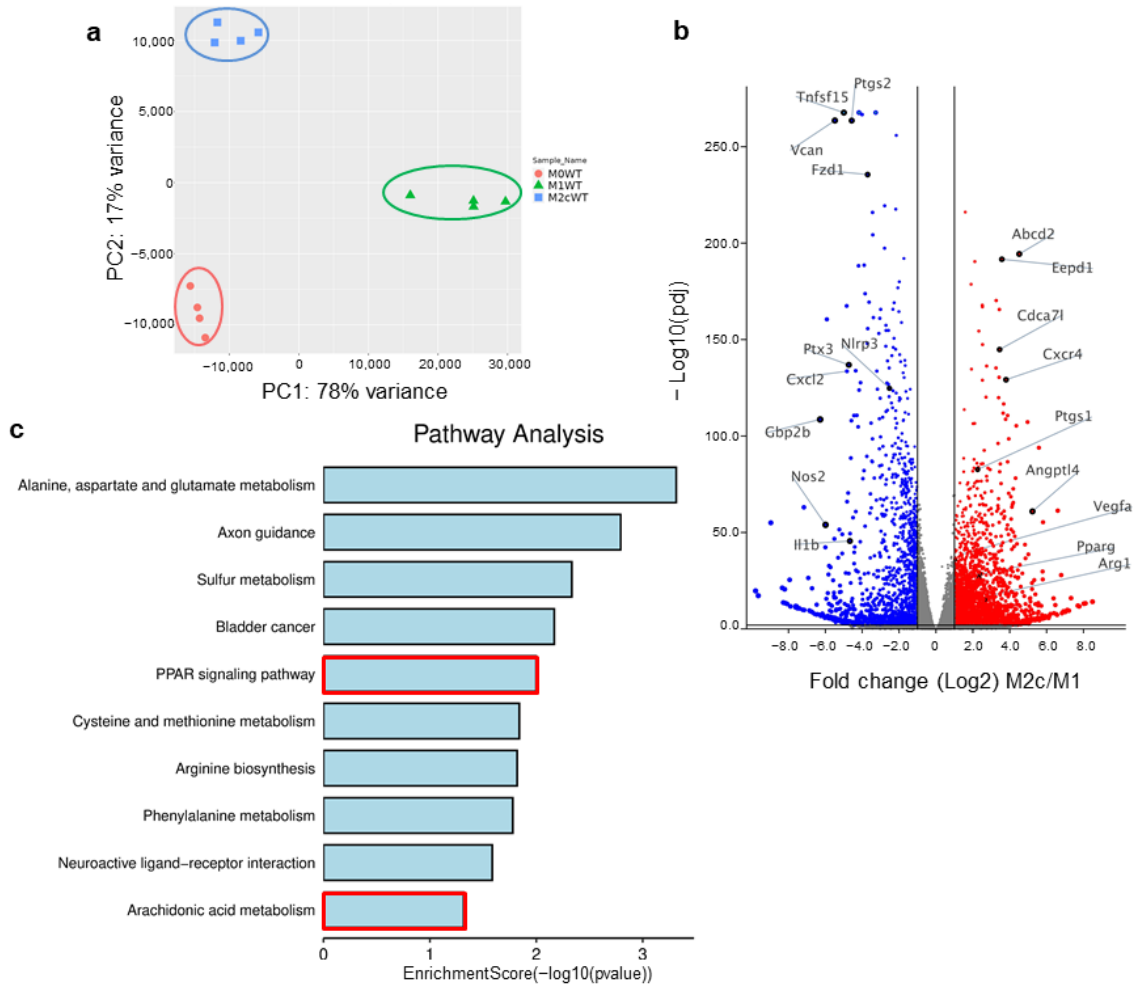 a
10,000
5,000
0
−5,000
−10,000
PC2: 17% variance
−10,000
0
10,000
20,000
30,000
PC1: 78% variance
Sample_Name
M0WT
M1WT
M2cWT
b
250.0
200.0
150.0
100.0
50.0
0.0
− Log10(pdj)
Ptgs2
Tnfsf15
Vcan
Fzd1
Abcd2
Eepd1
Cdca7l
Nlrp3
Ptx3
Cxcr4
Cxcl2
Ptgs1
Gbp2b
Angptl4
Nos2
Vegfa
Il1b
Pparg
Arg1
−8.0
−6.0
−4.0
−2.0
0
2.0
4.0
6.0
8.0
Fold change (Log2) M2c/M1
c
Pathway Analysis
Alanine, aspartate and glutamate metabolism
Axon guidance
Sulfur metabolism
Bladder cancer
PPAR signaling pathway
Cysteine and methionine metabolism
Arginine biosynthesis
Phenylalanine metabolism
Neuroactive ligand−receptor interaction
Arachidonic acid metabolism
0
1
2
3
EnrichmentScore(−log10(pvalue))